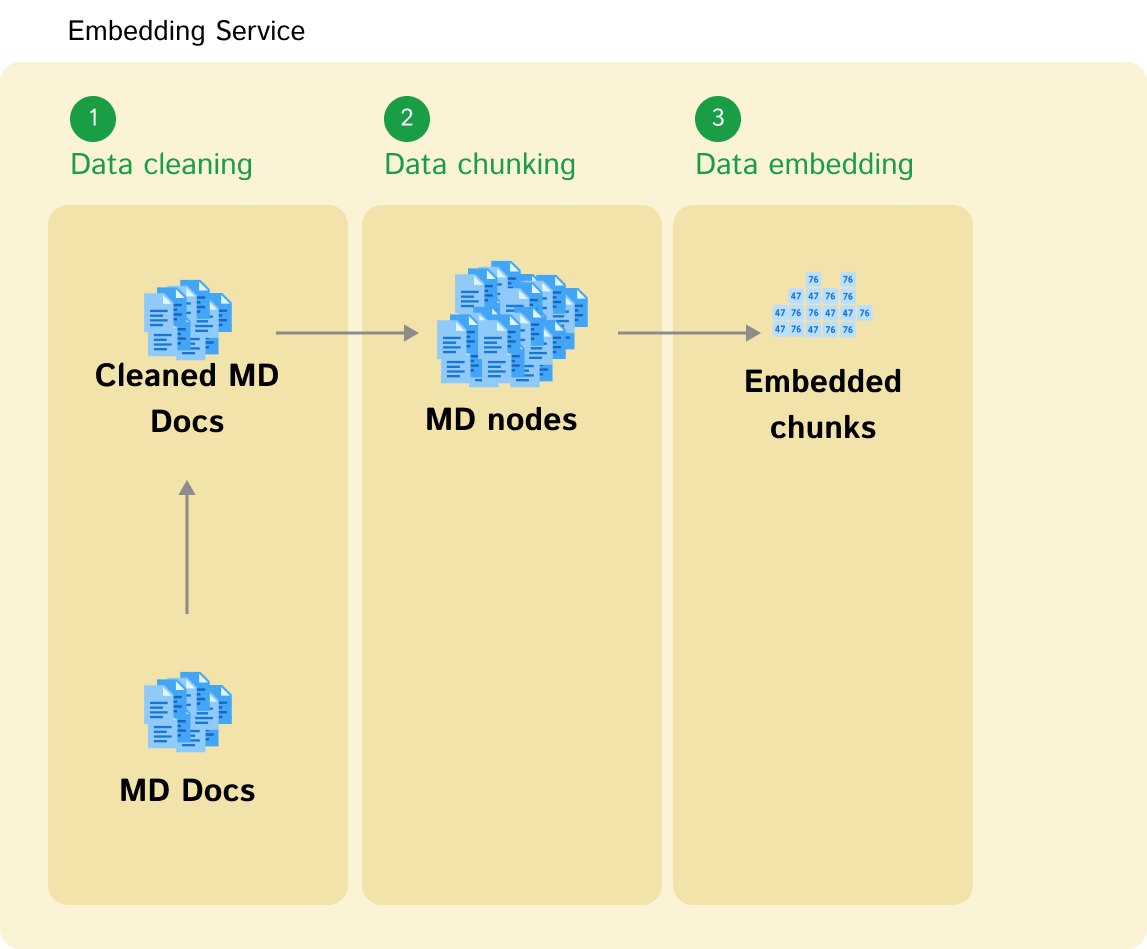 Embedding Service
1
Data cleaning
2
Data chunking
3
Data embedding
Cleaned MD
Docs
MD nodes
76 76
47 47 76 76
47 76 76 47 47 76
47 76 47 76 76
Embedded
chunks
MD Docs